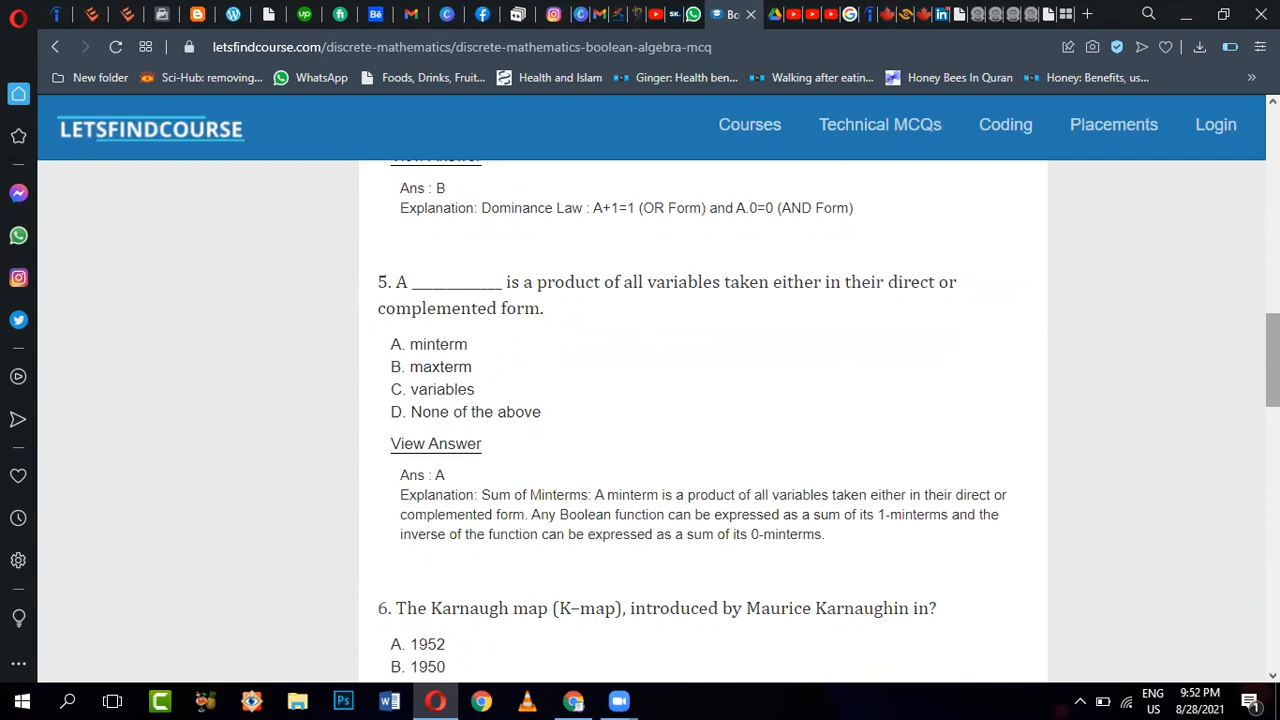 Bo
SK.
letsfindcourse.com/discrete-mathematics/discrete-mathematics-boolean-algebra-mcq
New folder
Sci-Hub: removing...
WhatsApp
Foods, Drinks, Fruit...
Health and Islam
Ginger: Health ben...
Walking after eatin...
Honey Bees In Quran
Honey: Benefits, us...
LETSFINDCOURSE
Courses
Technical MCQs
Coding
Placements
Login
View Answer
Ans : B
Explanation: Dominance Law : A+1=1 (OR Form) and A.0=0 (AND Form)
5. A ____________ is a product of all variables taken either in their direct or
complemented form.
A. minterm
B. maxterm
C. variables
D. None of the above
View Answer
Ans : A
Explanation: Sum of Minterms: A minterm is a product of all variables taken either in their direct or
complemented form. Any Boolean function can be expressed as a sum of its 1-minterms and the
inverse of the function can be expressed as a sum of its 0-minterms.
6. The Karnaugh map (K–map), introduced by Maurice Karnaughin in?
A. 1952
B. 1950
ENG
US
9:52 PM
8/28/2021